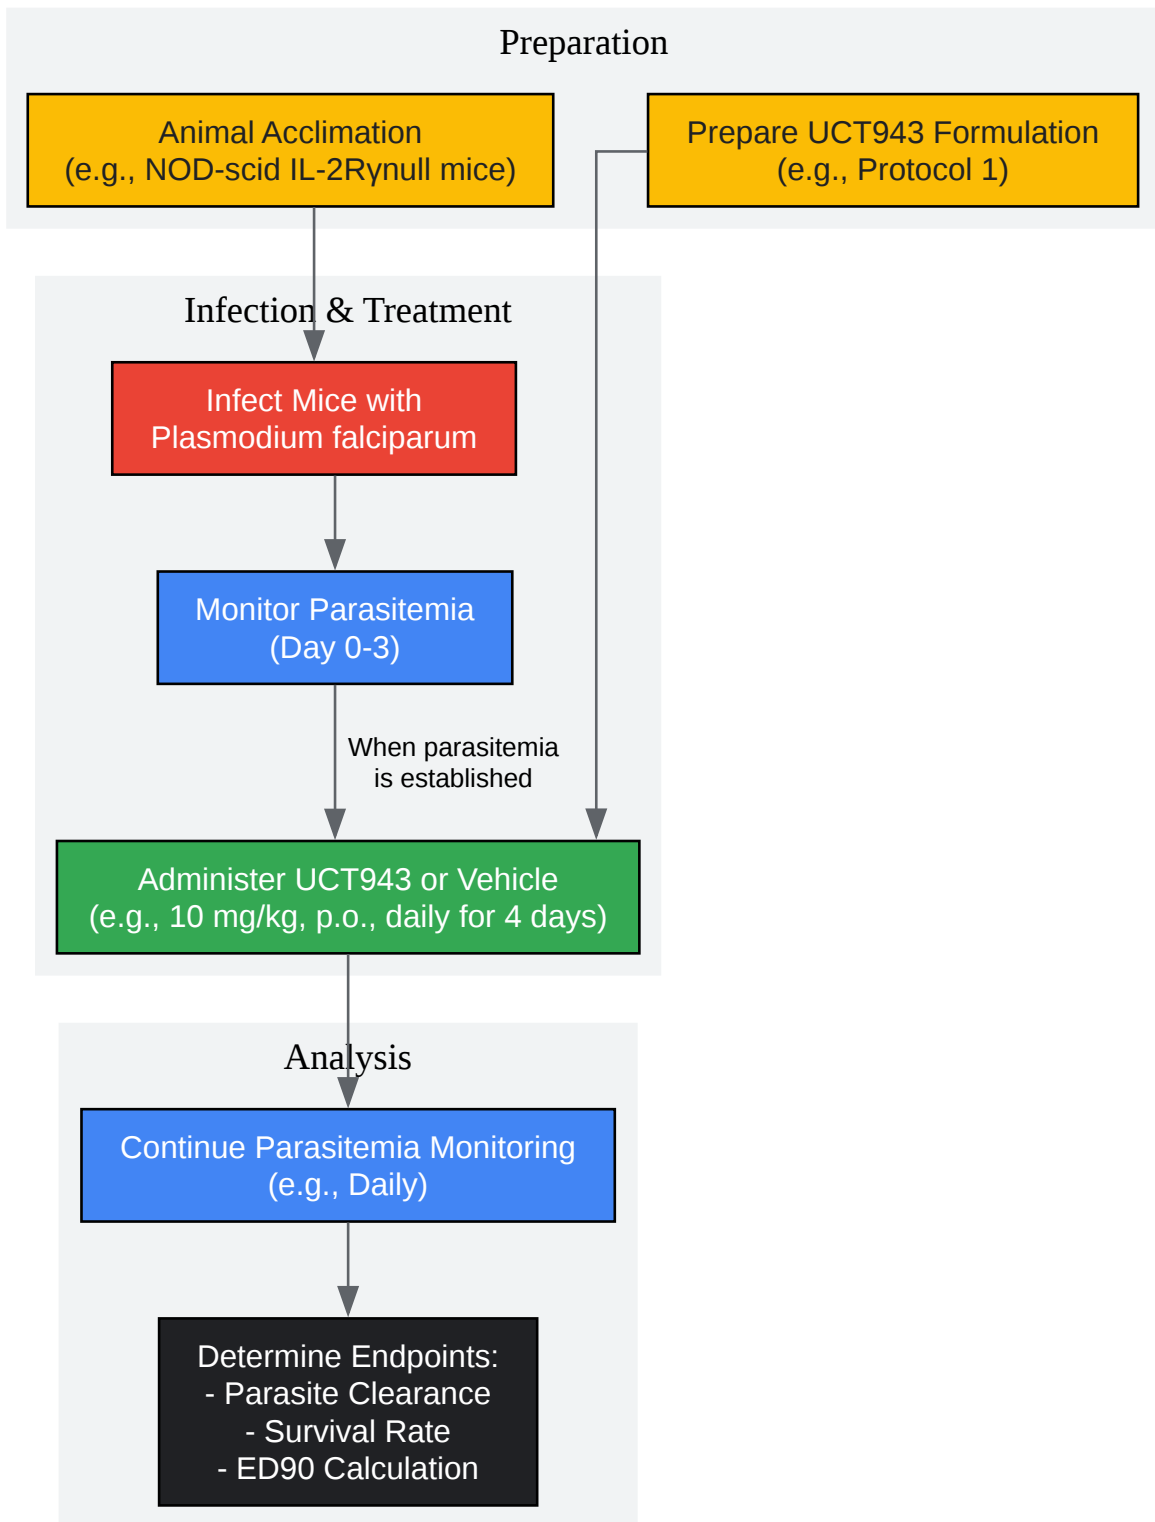 Preparation
Animal Acclimation
(e.g., NOD-scid IL-2Rγnull mice)
Prepare UCT943 Formulation
(e.g., Protocol 1)
Infection & Treatment
Infect Mice with
Plasmodium falciparum
Monitor Parasitemia
(Day 0-3)
When parasitemia
is established
Administer UCT943 or Vehicle
(e.g., 10 mg/kg, p.o., daily for 4 days)
Analysis
Continue Parasitemia Monitoring
(e.g., Daily)
Determine Endpoints:
- Parasite Clearance
- Survival Rate
- ED90 Calculation